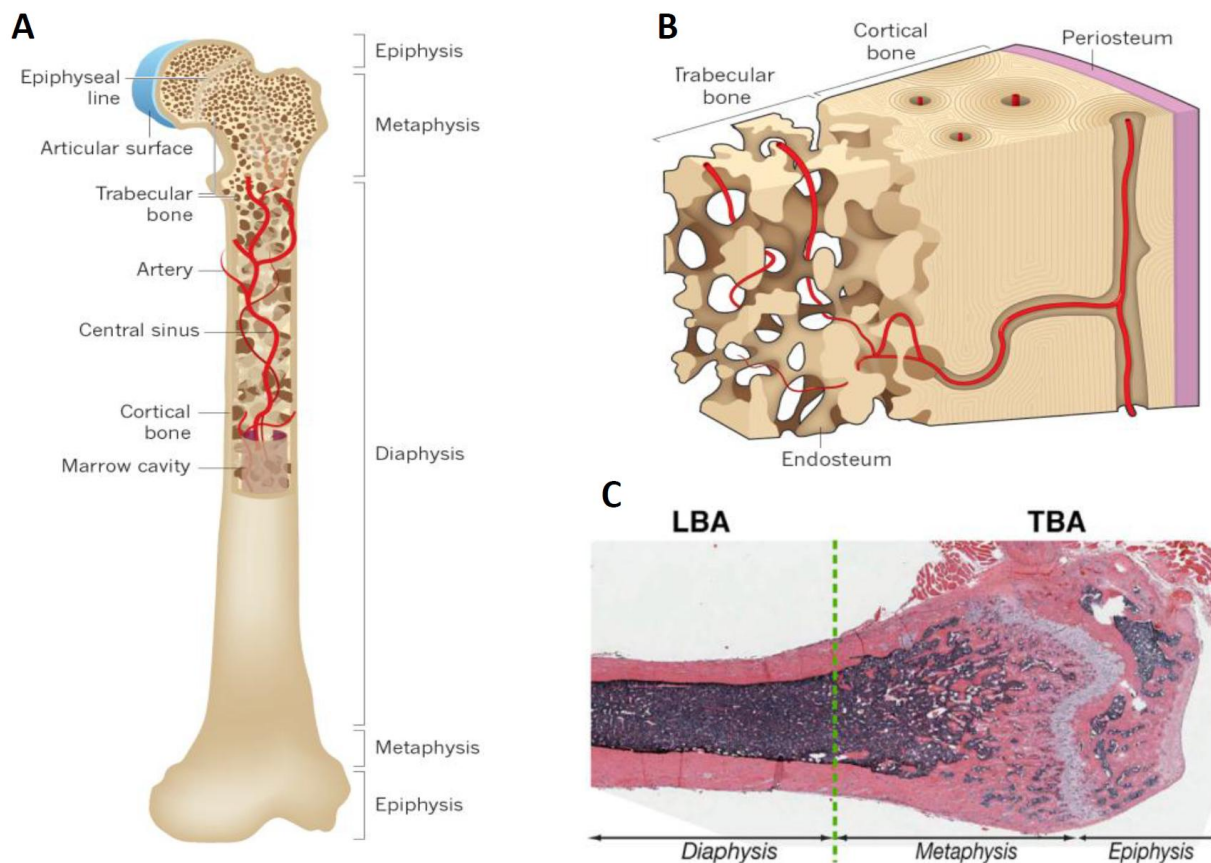 A
Epiphysis
Epiphyseal
line
Metaphysis
Articular surface
Trabecular
bone
Artery
Central sinus
Cortical
bone
Marrow cavity
Diaphysis
Metaphysis
Epiphysis
B
Cortical
bone
Periosteum
Trabecular
bone
Endosteum
C
LBA
TBA
Diaphysis
Metaphysis
Epiphysis